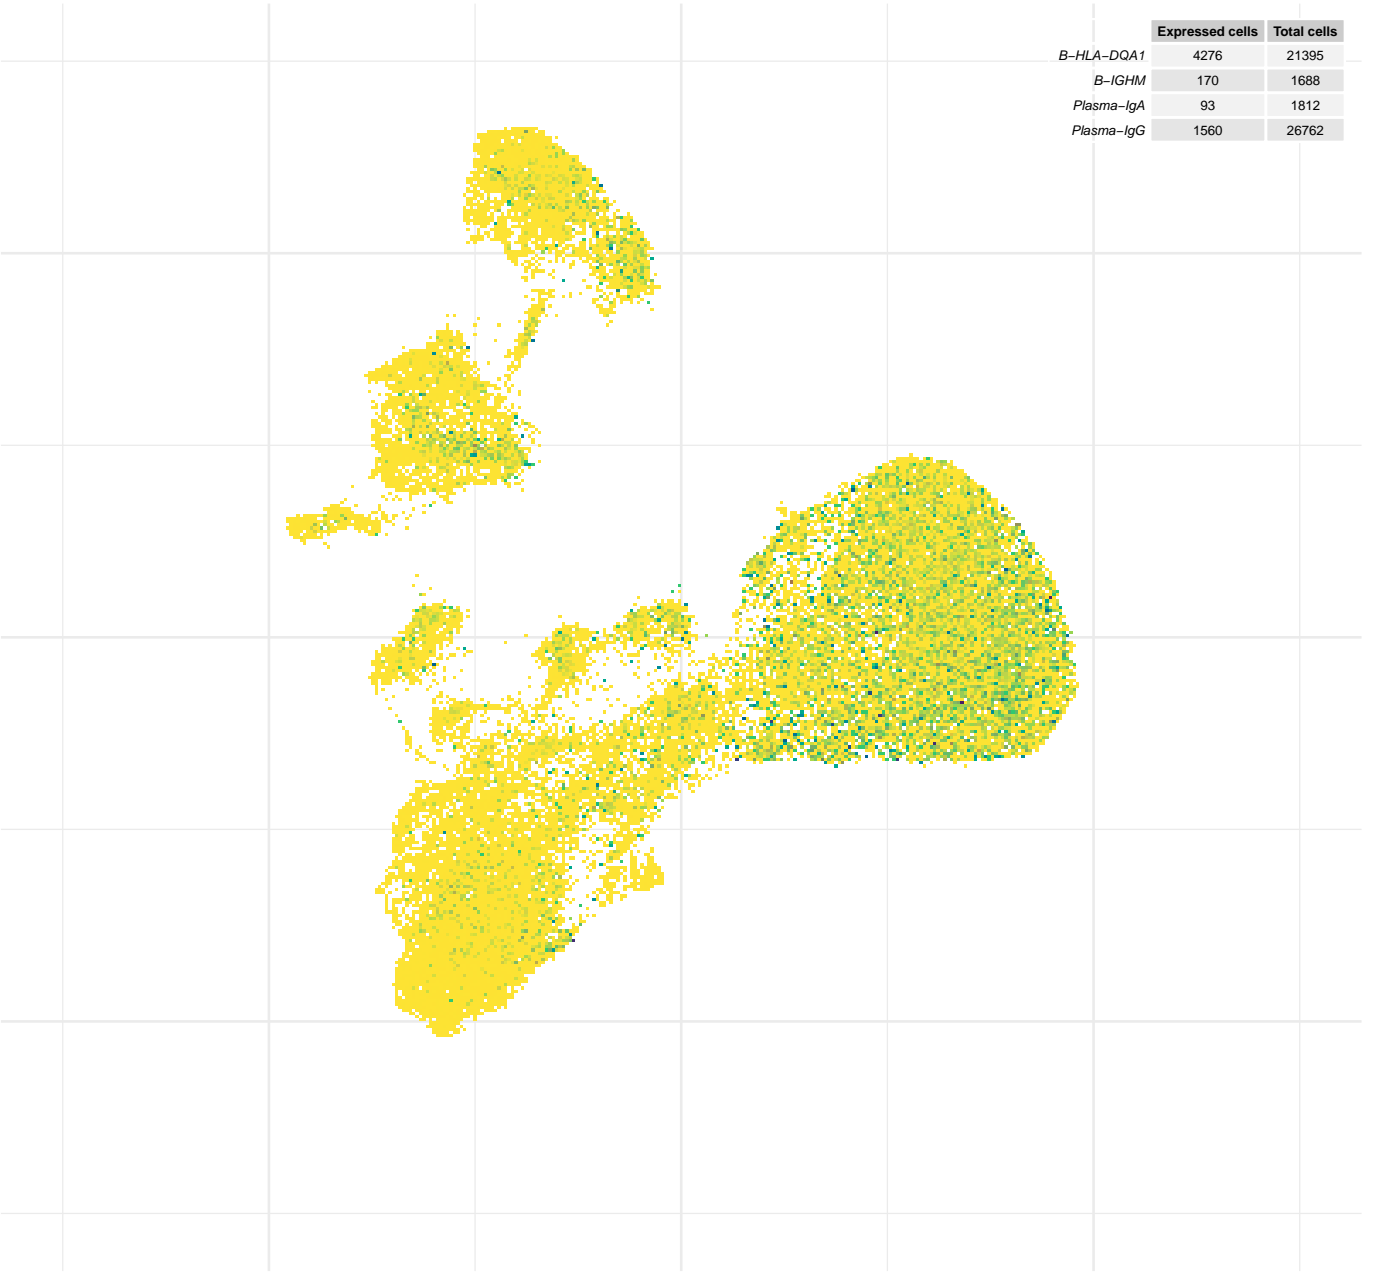 Expressed cells Total cells
B-HLA-DQA1 4276 21395
B-IGHM 170 1688
Plasma-IgA 93 1812
Plasma-IgG 1560 26762